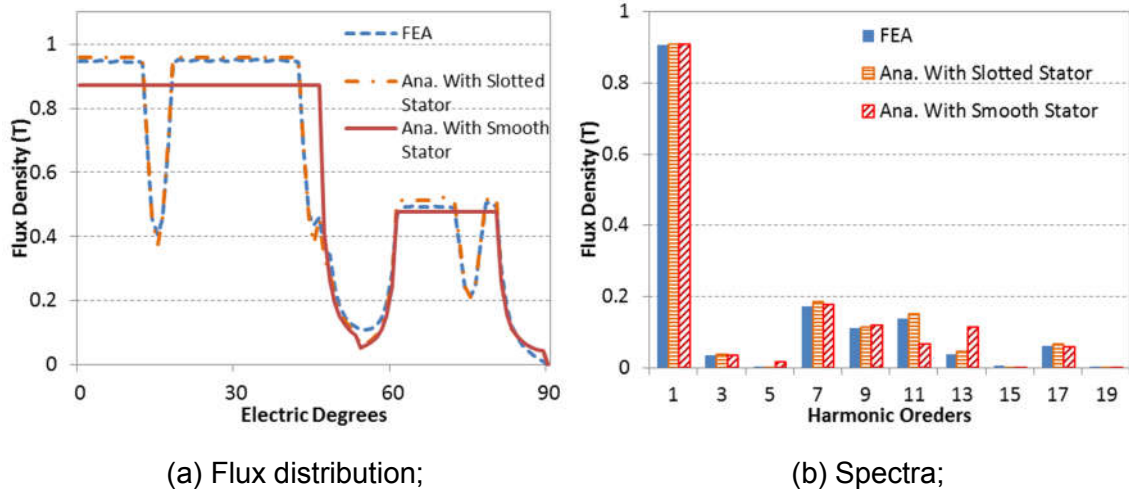 1
0.8
0.6
0.4
0.2
0
Flux Density (T)
0
30
60
90
Electric Degrees
FEA
Ana. With Slotted
Stator
Ana. With Smooth
Stator
(a) Flux distribution;
1
0.8
0.6
0.4
0.2
0
Flux Density (T)
1 3 5 7 9 11 13 15 17 19
Harmonic Oreders
FEA
Ana. With Slotted Stator
Ana. With Smooth Stator
(b) Spectra;